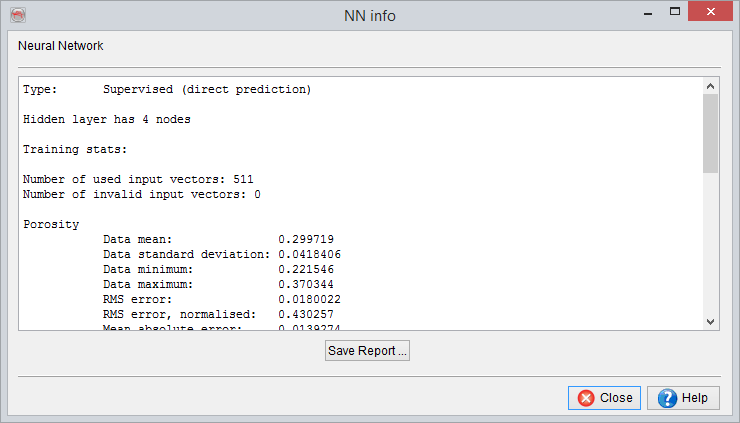 NN info
Neural Network
Type: Supervised (direct prediction)
Hidden layer has 4 nodes
Training stats:
Number of used input vectors: 511
Number of invalid input vectors: 0
Porosity
Data mean: 0.299719
Data standard deviation: 0.0418406
Data minimum: 0.221546
Data maximum: 0.370344
RMS error: 0.0180022
RMS error, normalised: 0.430257
Mean absolute error: 0.0139274
Save Report ...
Close
Help